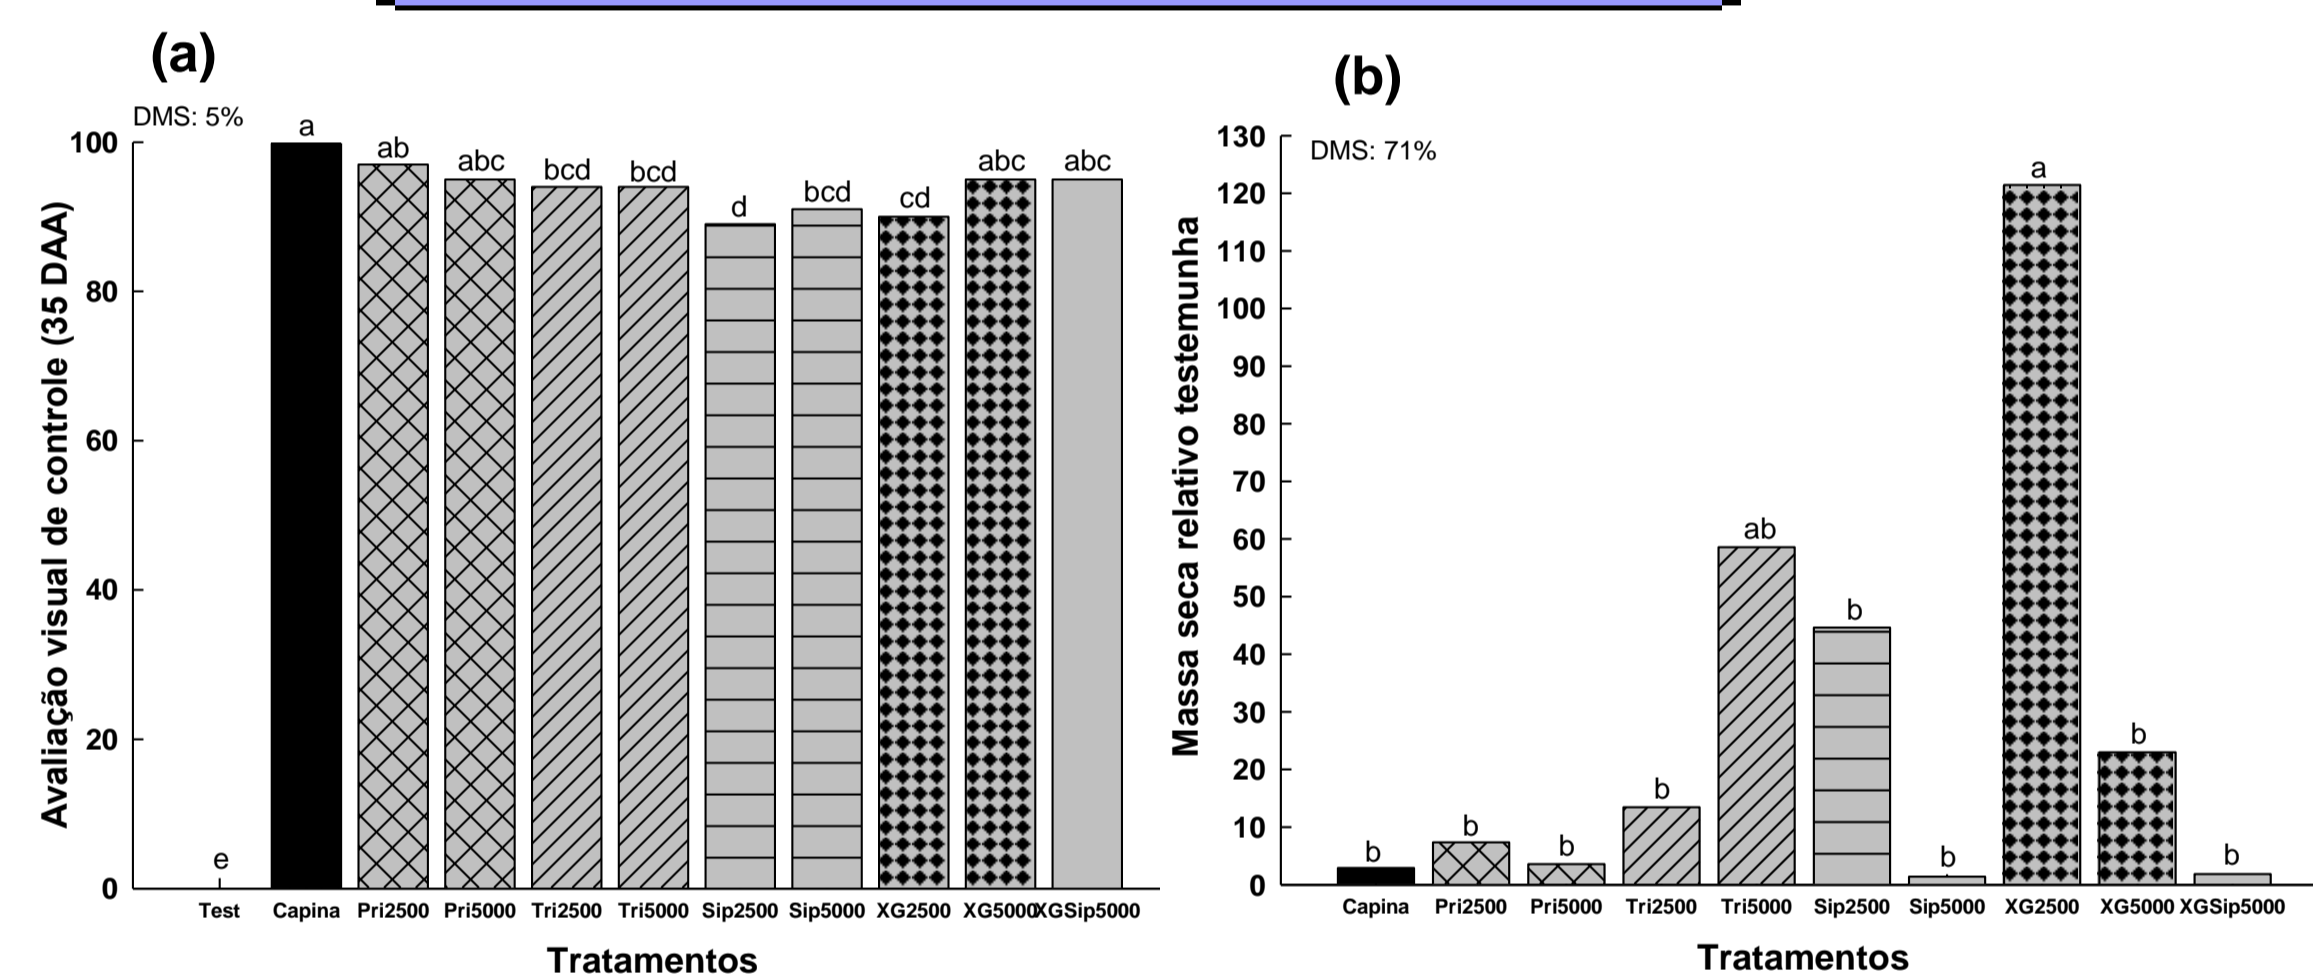 (a)
DMS: 5%
Avaliação visual de controle (35 DAA)
100
80
60
40
20
0
e
a
ab
abc
bcd
bcd
d
bcd
cd
abc
abc
Test Capina Pri2500 Pri5000 Tri2500 Tri5000 Sip2500 Sip5000 XG2500 XG5000 XGSip5000
Tratamentos
(b)
DMS: 71%
Massa seca relativo testemunha
130
120
110
100
90
80
70
60
50
40
30
20
10
0
b
b
b
b
ab
b
b
a
b
b
Capina Pri2500 Pri5000 Tri2500 Tri5000 Sip2500 Sip5000 XG2500 XG5000 XGSip5000
Tratamentos